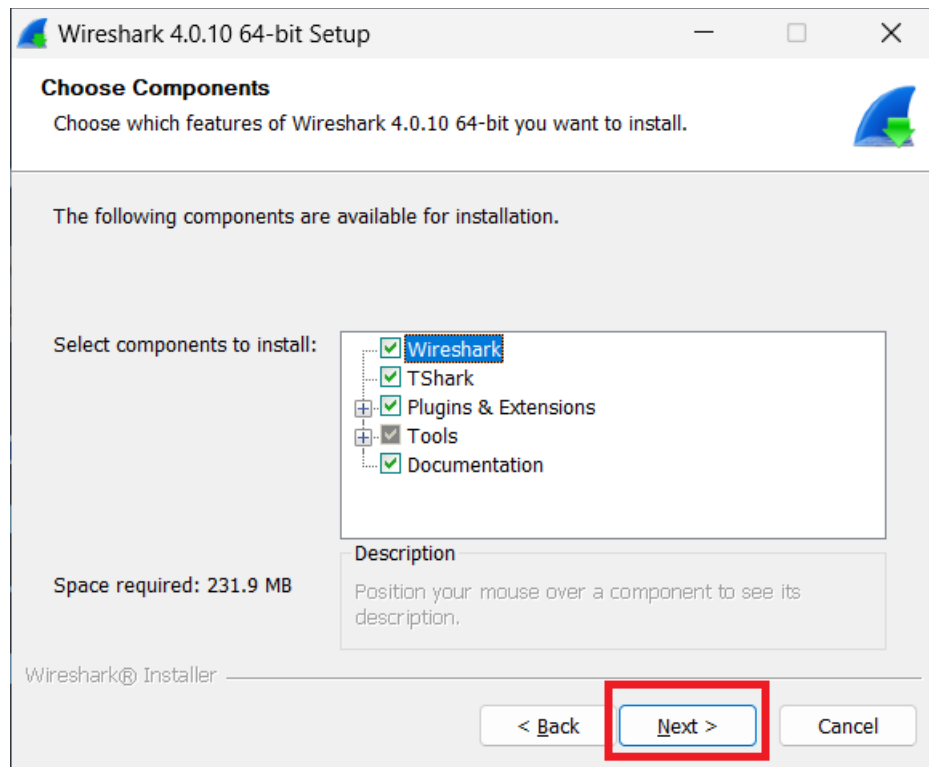 Wireshark 4.0.10 64-bit Setup
Choose Components
Choose which features of Wireshark 4.0.10 64-bit you want to install.
The following components are available for installation.
Select components to install:
Wireshark
TShark
Plugins & Extensions
Tools
Documentation
Space required: 231.9 MB
Description
Position your mouse over a component to see its
description.
Wireshark® Installer
< Back
Next >
Cancel